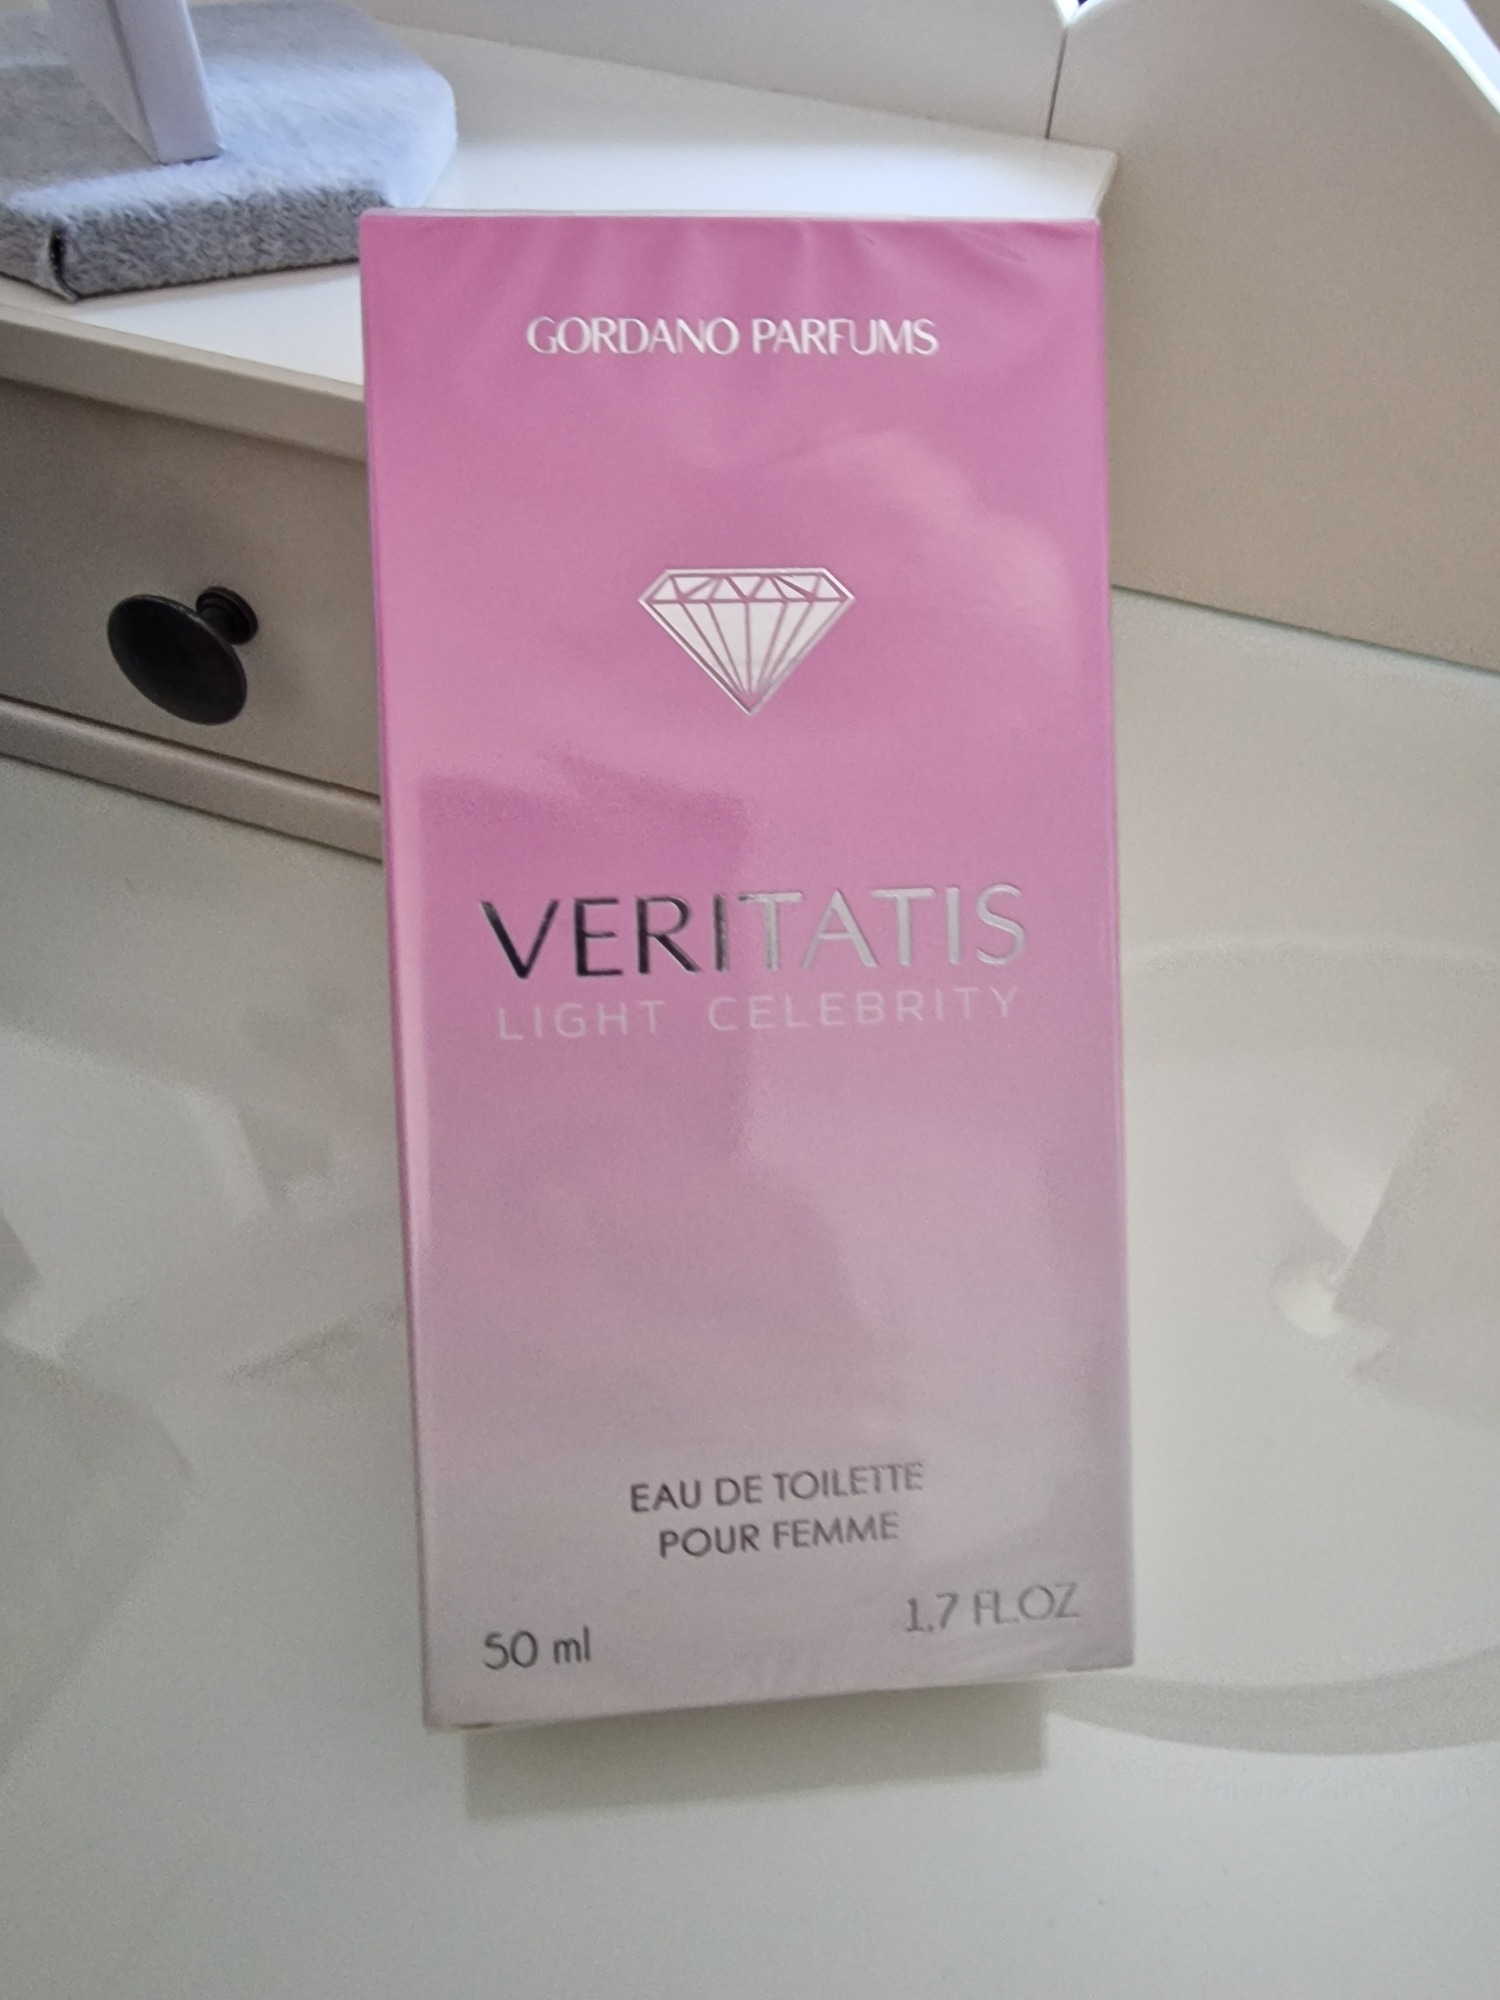 GORDANO PARFUMS
VERITATIS
LIGHT CELEBRITY
EAU DE TOILETTE
POUR FEMME
50 ml
1.7 FL.OZ